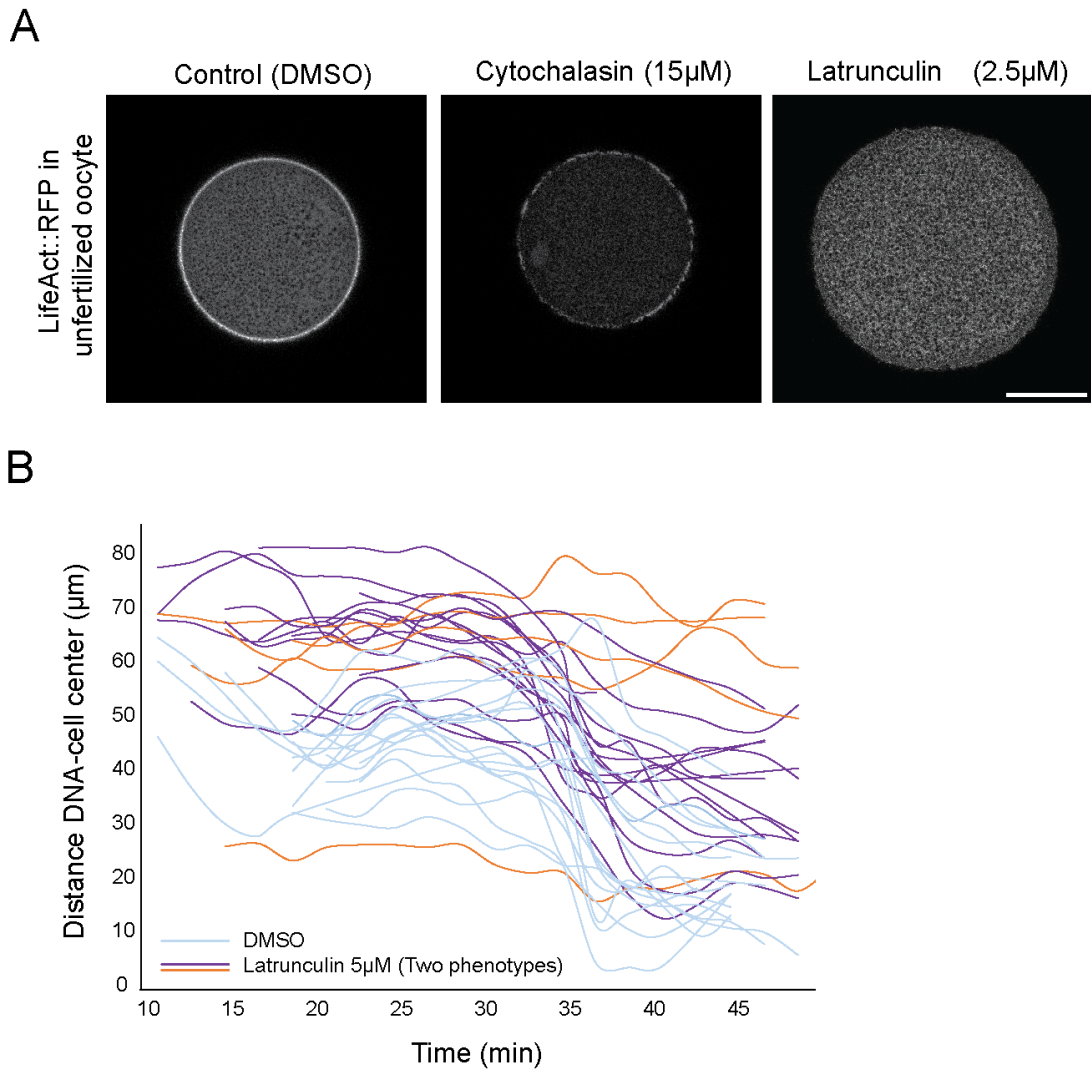 A
Control (DMSO)
Cytochalasin (15µM)
Latrunculin (2.5µM)
LifeAct::RFP in
unfertilized oocyte
B
Distance DNA-cell center (µm)
80
70
60
50
40
30
20
10
0
DMSO
Latrunculin 5µM (Two phenotypes)
10 15 20 25 30 35 40 45
Time (min)